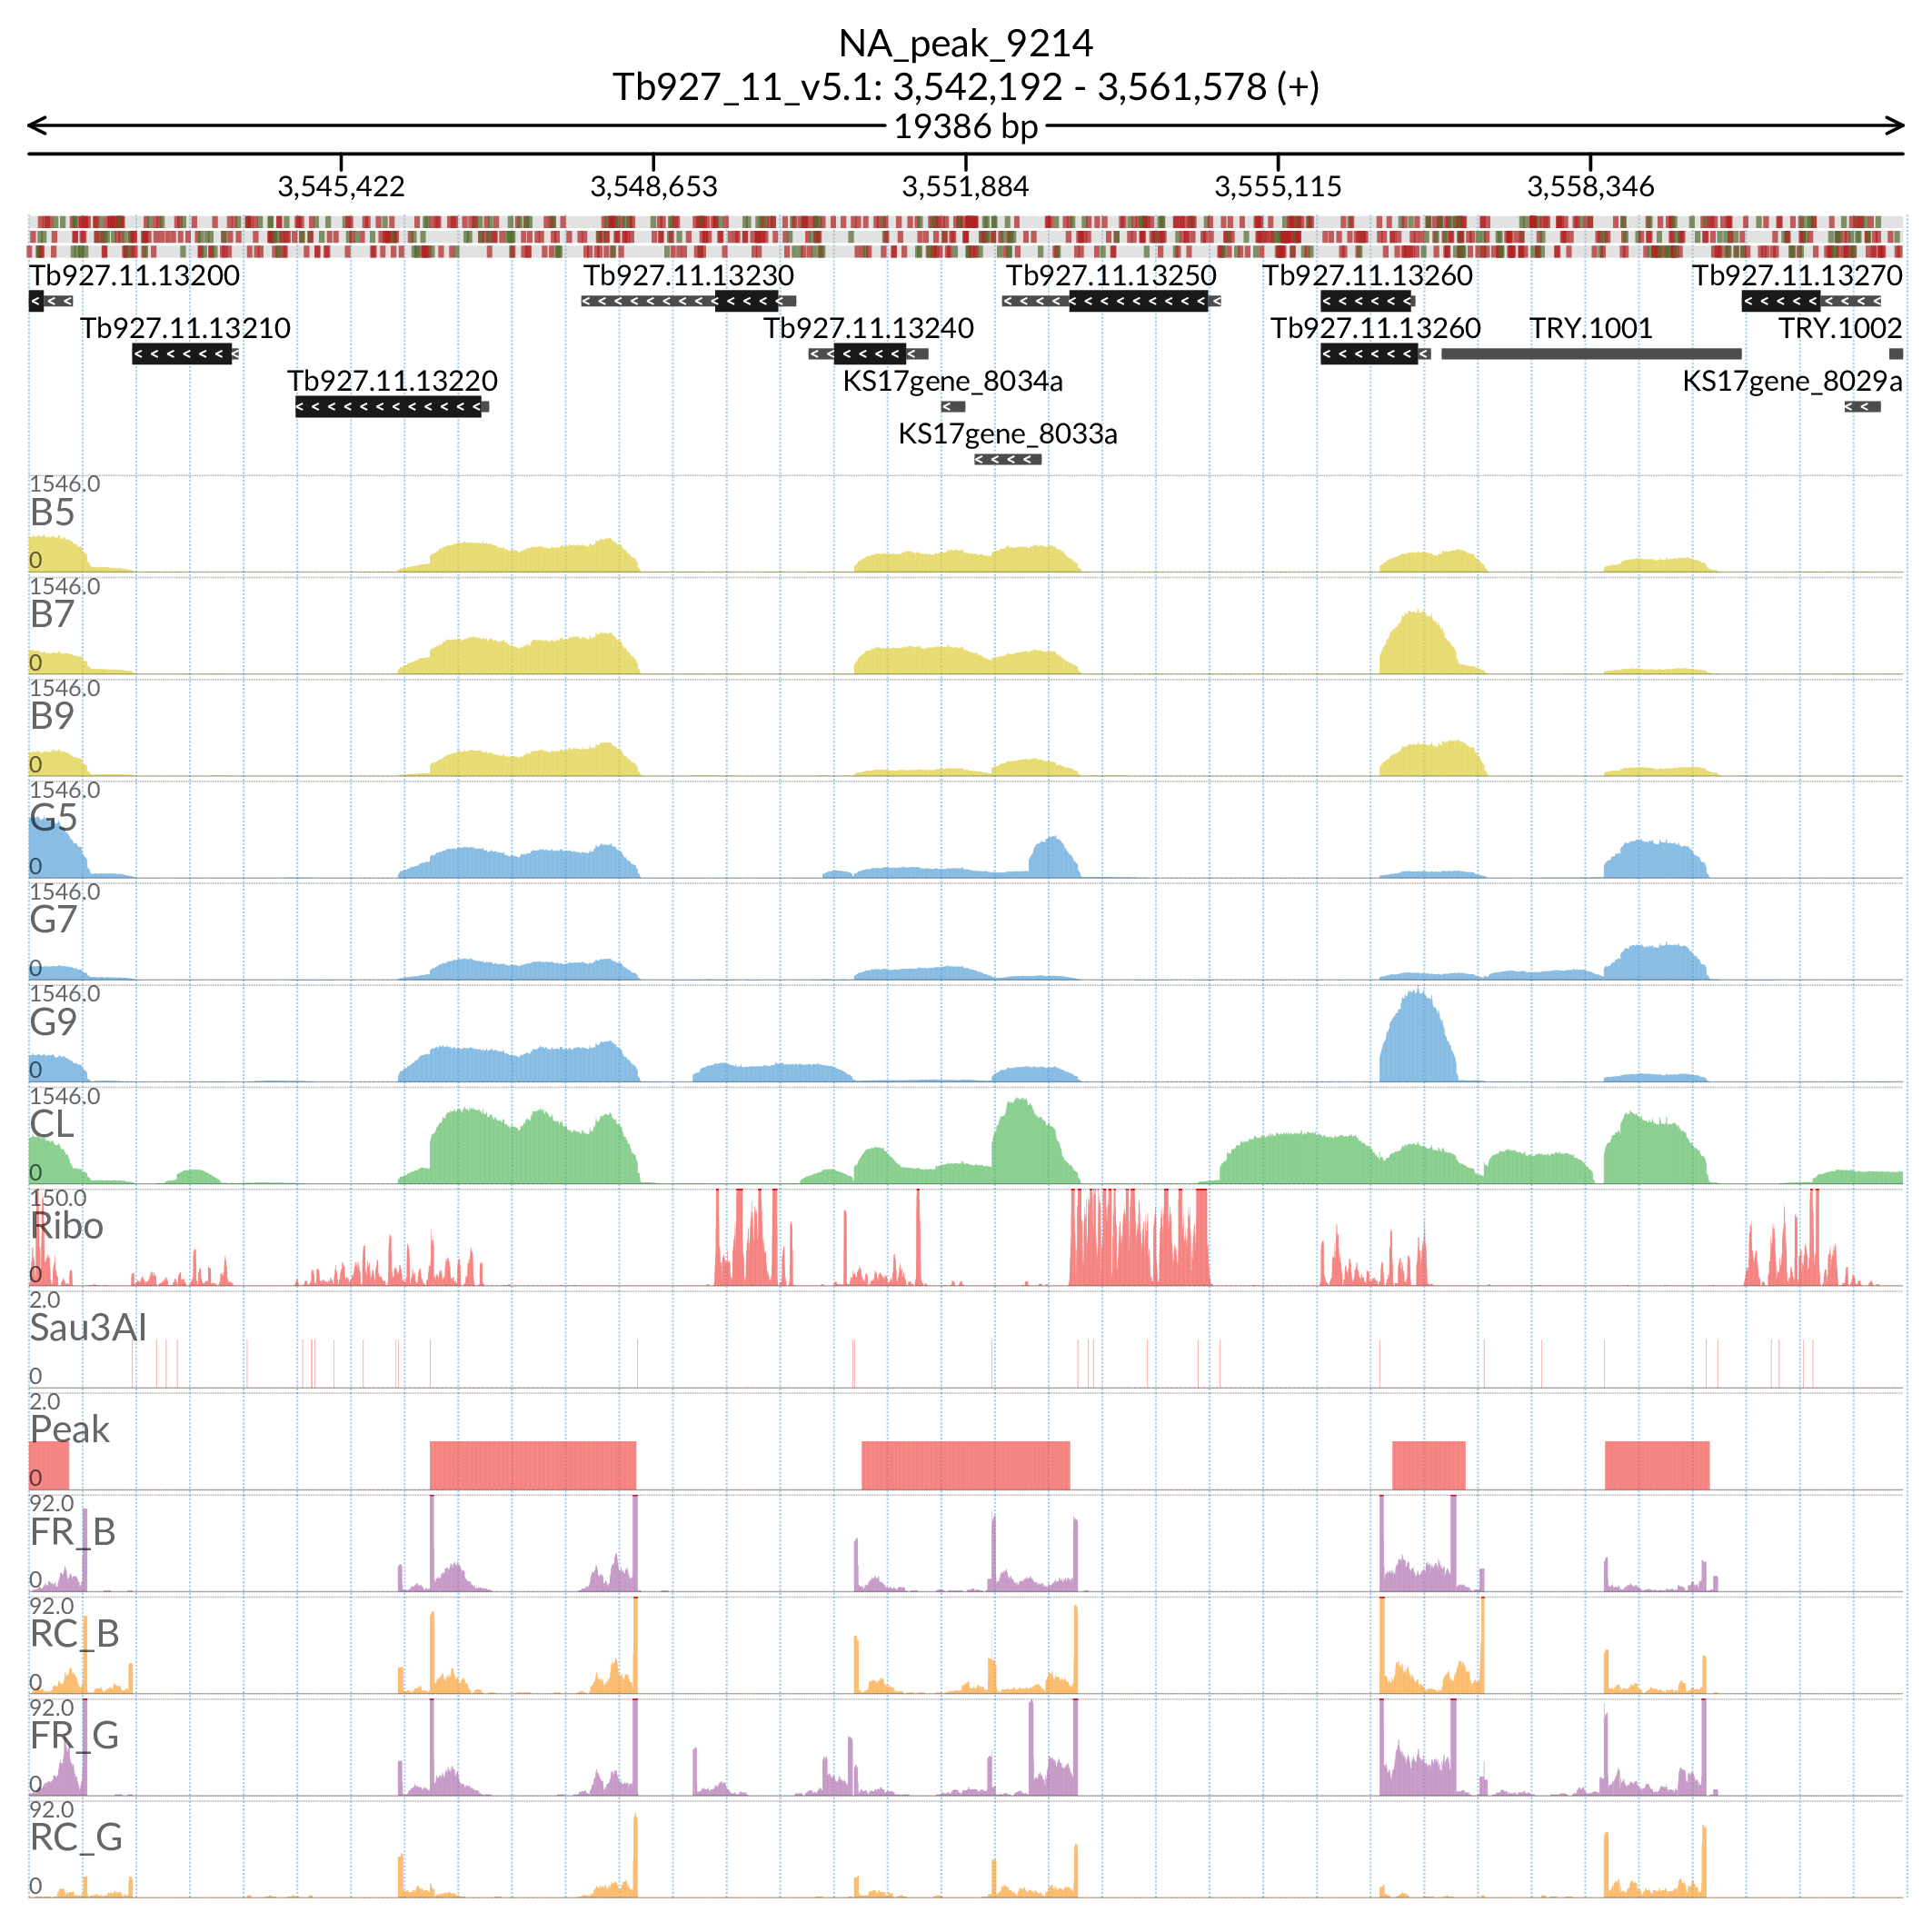 NA_peak_9214
Tb927_11_v5.1: 3,542,192 - 3,561,578 (+)
19386 bp
3,545,422 3,548,653 3,551,884 3,555,115 3,558,346
Tb927.11.13200 Tb927.11.13230 Tb927.11.13250 Tb927.11.13260 Tb927.11.13270
Tb927.11.13210 Tb927.11.13240 Tb927.11.13260 TRY.1001 TRY.1002
Tb927.11.13220 KS17gene_8034a KS17gene_8029a
KS17gene_8033a
1546.0
B5
0
1546.0
B7
0
1546.0
B9
0
1546.0
G5
0
1546.0
G7
0
1546.0
G9
0
1546.0
CL
0
150.0
Ribo
0
2.0
Sau3AI
0
2.0
Peak
0
92.0
FR_B
0
92.0
RC_B
0
92.0
FR_G
0
92.0
RC_G
0